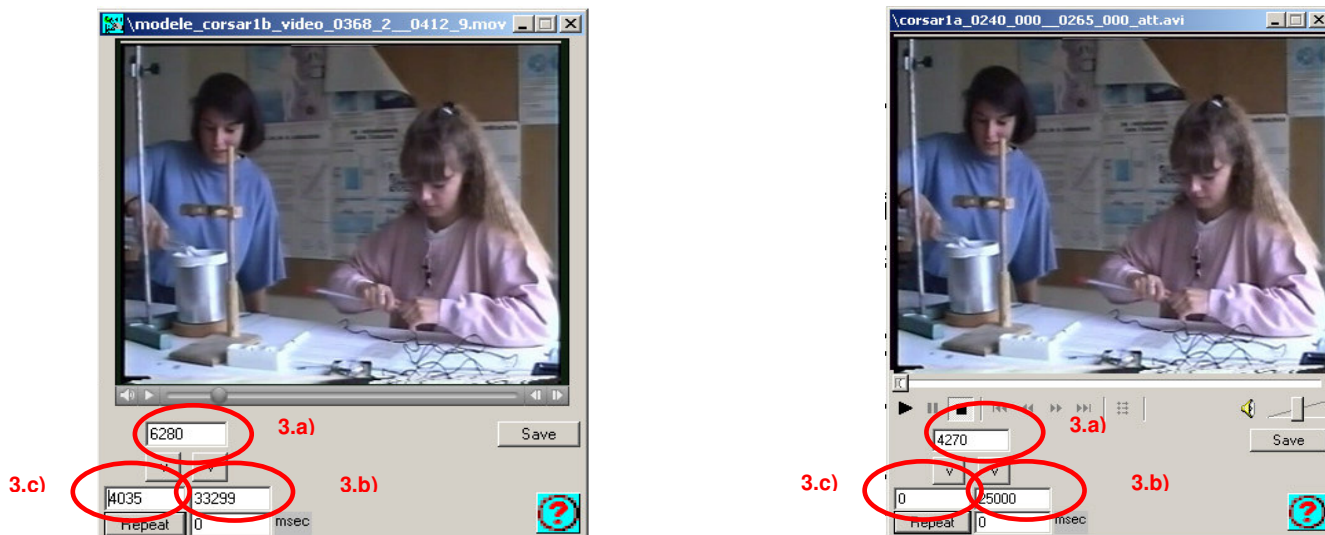 \modele_corsar1b_video_0368_2__0412_9.mov
6280
3.a)
Save
v v
3.c)
4035
33299
3.b)
Repeat
0
msec
?
\corsar1a_0240_000__0265_000_att.avi
4270
3.a)
Save
v v
3.c)
0
25000
3.b)
Repeat
0
msec
?